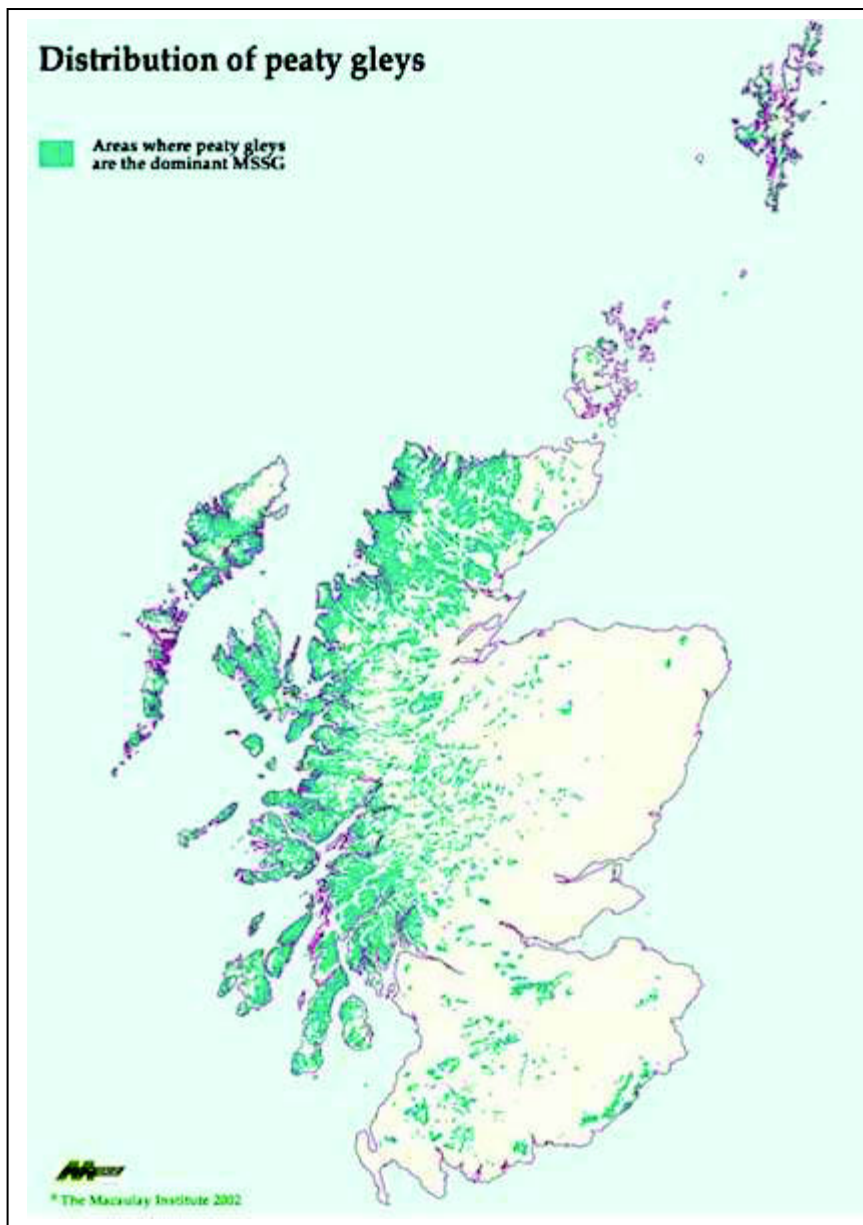 Distribution of peaty gleys
Areas where peaty gleys
are the dominant MSSG
© The Macaulay Institute 2002